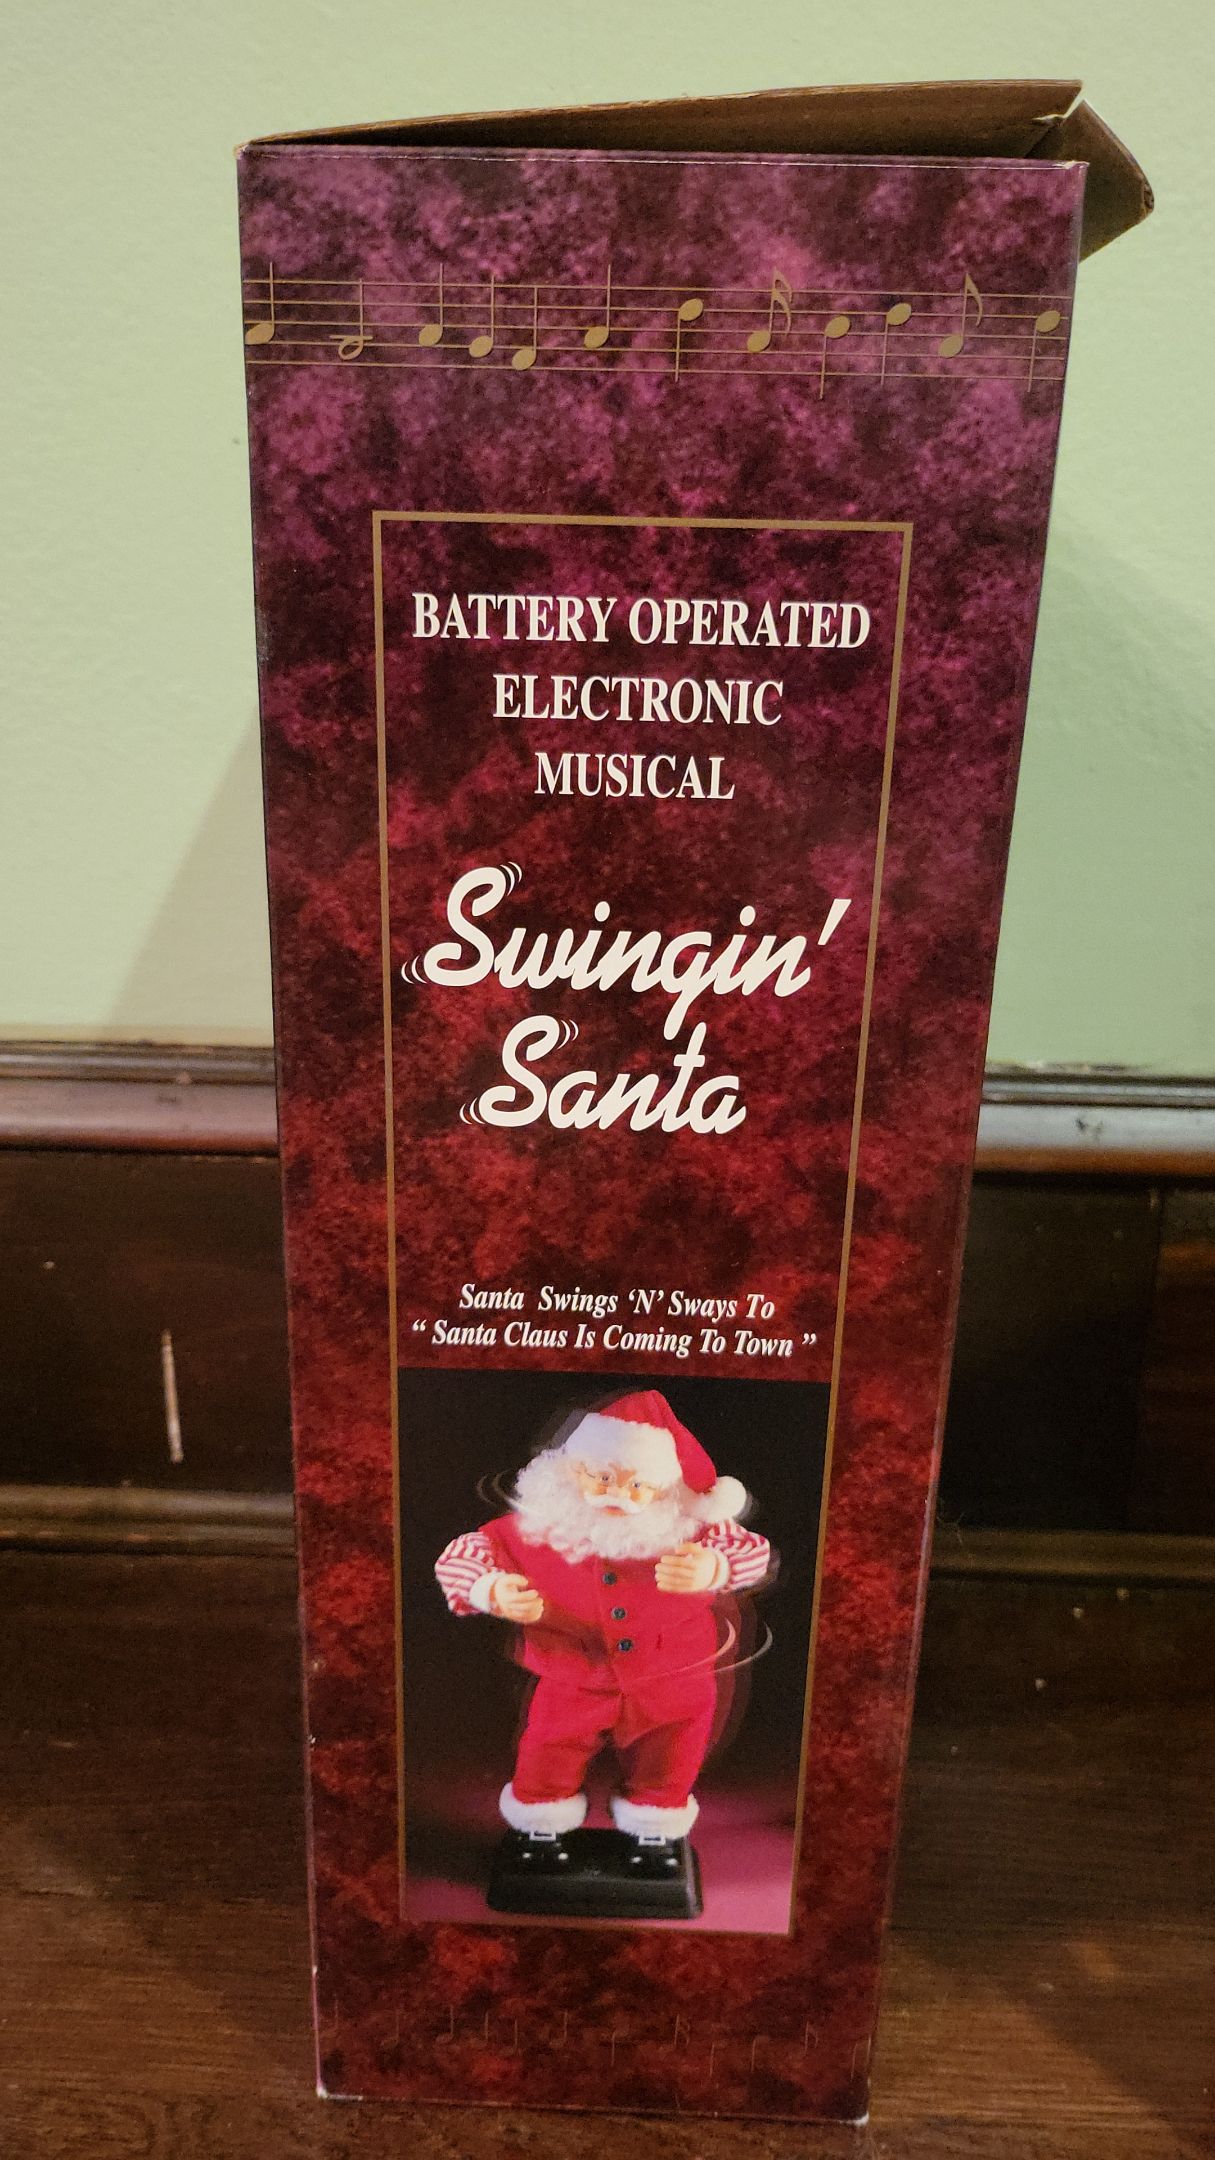 BATTERY OPERATED
ELECTRONIC
MUSICAL
Swingin'
Santa
Santa Swings ‘N’ Sways To
“ Santa Claus Is Coming To Town ”